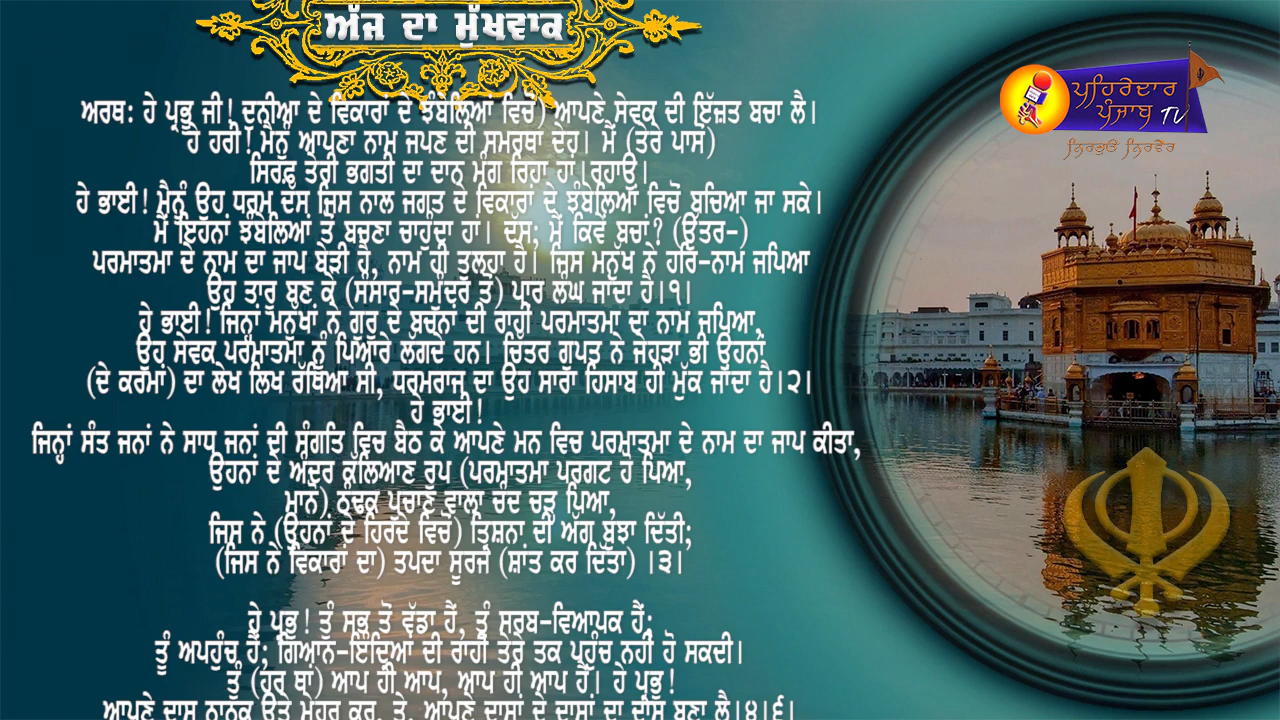 ਅੱਜ ਦਾ ਮੁੱਖਵਾਕ
ਪਹਿਰੇਦਾਰ
ਪੰਜਾਬ TV
ਨਿਰਭਉ ਨਿਰਵੈਰ
ਅਰਥ: ਹੇ ਪ੍ਰਭੂ ਜੀ! ਦੁਨੀਆ ਦੇ ਵਿਕਾਰਾਂ ਦੇ ਝੰਬੇਲਿਆਂ ਵਿਚੋਂ) ਆਪਣੇ ਸੇਵਕ ਦੀ ਇੱਜ਼ਤ ਬਚਾ ਲੈ।
ਹੇ ਹਰੀ! ਮੈਨੂੰ ਆਪਣਾ ਨਾਮ ਜਪਣ ਦੀ ਸਮਰਥਾ ਦੇਹ। ਮੈਂ (ਤੇਰੇ ਪਾਸੋਂ)
ਸਿਰਫ਼ ਤੇਰੀ ਭਗਤੀ ਦਾ ਦਾਨ ਮੰਗ ਰਿਹਾ ਹਾਂ।ਰਹਾਉ।
ਹੇ ਭਾਈ! ਮੈਨੂੰ ਉਹ ਧਰਮ ਦੱਸ ਜਿਸ ਨਾਲ ਜਗਤ ਦੇ ਵਿਕਾਰਾਂ ਦੇ ਝੰਬੇਲਿਆਂ ਵਿਚੋਂ ਬਚਿਆ ਜਾ ਸਕੇ।
ਮੈਂ ਇਹਨਾਂ ਝੰਬੇਲਿਆਂ ਤੋਂ ਬਚਣਾ ਚਾਹੁੰਦਾ ਹਾਂ। ਦੱਸ; ਮੈਂ ਕਿਵੇਂ ਬਚਾਂ? (ਉੱਤਰ-)
ਪਰਮਾਤਮਾ ਦੇ ਨਾਮ ਦਾ ਜਾਪ ਬੇੜੀ ਹੈ, ਨਾਮ ਹੀ ਤੁਲਹਾ ਹੈ। ਜਿਸ ਮਨੁੱਖ ਨੇ ਹਰਿ-ਨਾਮ ਜਪਿਆ
ਉਹ ਤਾਰੂ ਬਣ ਕੇ (ਸੰਸਾਰ-ਸਮੁੰਦਰ ਤੋਂ) ਪਾਰ ਲੰਘ ਜਾਂਦਾ ਹੈ।੧।
ਹੇ ਭਾਈ! ਜਿਨ੍ਹਾਂ ਮਨੁੱਖਾਂ ਨੇ ਗੁਰੂ ਦੇ ਬਚਨਾਂ ਦੀ ਰਾਹੀਂ ਪਰਮਾਤਮਾ ਦਾ ਨਾਮ ਜਪਿਆ,
ਉਹ ਸੇਵਕ ਪਰਮਾਤਮਾ ਨੂੰ ਪਿਆਰੇ ਲੱਗਦੇ ਹਨ। ਚਿੱਤਰ ਗੁਪਤ ਨੇ ਜੇਹੜਾ ਭੀ ਉਹਨਾਂ
(ਦੇ ਕਰਮਾਂ) ਦਾ ਲੇਖ ਲਿਖ ਰੱਖਿਆ ਸੀ, ਧਰਮਰਾਜ ਦਾ ਉਹ ਸਾਰਾ ਹਿਸਾਬ ਹੀ ਮੁੱਕ ਜਾਂਦਾ ਹੈ।੨।
ਹੇ ਭਾਈ!
ਜਿਨ੍ਹਾਂ ਸੰਤ ਜਨਾਂ ਨੇ ਸਾਧ ਜਨਾਂ ਦੀ ਸੰਗਤਿ ਵਿਚ ਬੈਠ ਕੇ ਆਪਣੇ ਮਨ ਵਿਚ ਪਰਮਾਤਮਾ ਦੇ ਨਾਮ ਦਾ ਜਾਪ ਕੀਤਾ,
ਉਹਨਾਂ ਦੇ ਅੰਦਰ ਕਲਿਆਣ ਰੂਪ (ਪਰਮਾਤਮਾ ਪਰਗਟ ਹੋ ਪਿਆ,
ਮਾਨੋ) ਠੰਢਕ ਪੁਚਾਣ ਵਾਲਾ ਚੰਦ ਚੜ੍ਹ ਪਿਆ,
ਜਿਸ ਨੇ (ਉਹਨਾਂ ਦੇ ਹਿਰਦੇ ਵਿਚੋਂ) ਤ੍ਰਿਸ਼ਨਾ ਦੀ ਅੱਗ ਬੁਝਾ ਦਿੱਤੀ;
(ਜਿਸ ਨੇ ਵਿਕਾਰਾਂ ਦਾ) ਤਪਦਾ ਸੂਰਜ (ਸ਼ਾਂਤ ਕਰ ਦਿੱਤਾ) ।੩।
ਹੇ ਪ੍ਰਭੂ! ਤੂੰ ਸਭ ਤੋਂ ਵੱਡਾ ਹੈਂ, ਤੂੰ ਸਰਬ-ਵਿਆਪਕ ਹੈਂ;
ਤੂੰ ਅਪਹੁੰਚ ਹੈਂ; ਗਿਆਨ-ਇੰਦ੍ਰਿਆਂ ਦੀ ਰਾਹੀਂ ਤੇਰੇ ਤਕ ਪਹੁੰਚ ਨਹੀਂ ਹੋ ਸਕਦੀ।
ਤੂੰ (ਹਰ ਥਾਂ) ਆਪ ਹੀ ਆਪ, ਆਪ ਹੀ ਆਪ ਹੈਂ। ਹੇ ਪ੍ਰਭੂ!
ਆਪਣੇ ਦਾਸ ਨਾਨਕ ਉਤੇ ਮੇਹਰ ਕਰ, ਤੇ, ਆਪਣੇ ਦਾਸਾਂ ਦੇ ਦਾਸਾਂ ਦਾ ਦਾਸ ਬਣਾ ਲੈ।੪।੬।